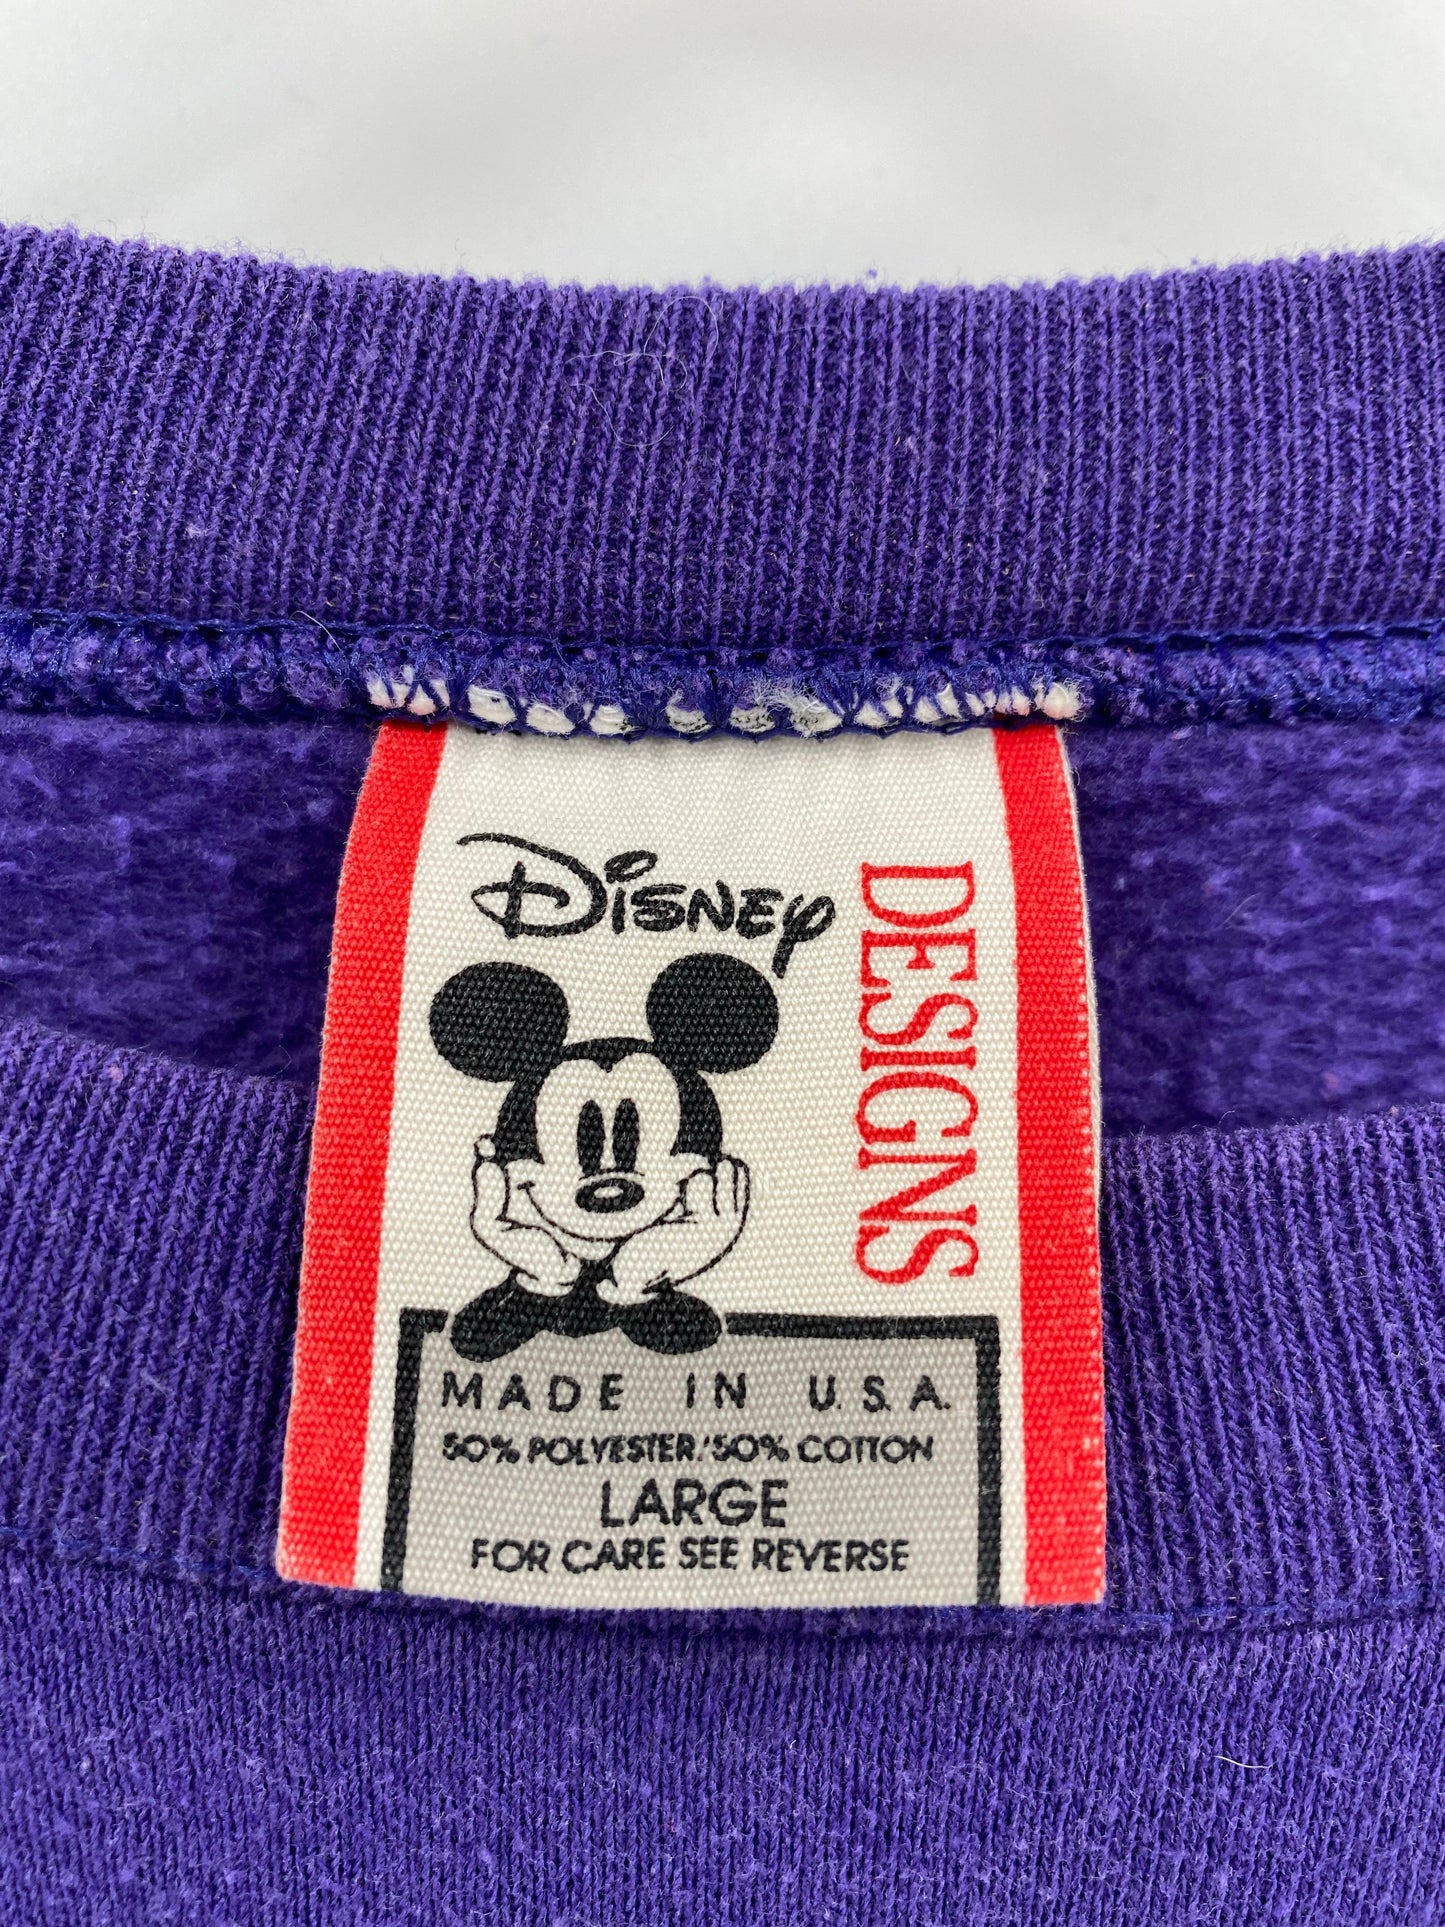 Disney
DESIGNS
MADE IN U.S.A.
50% POLYESTER/50% COTTON
LARGE
FOR CARE SEE REVERSE